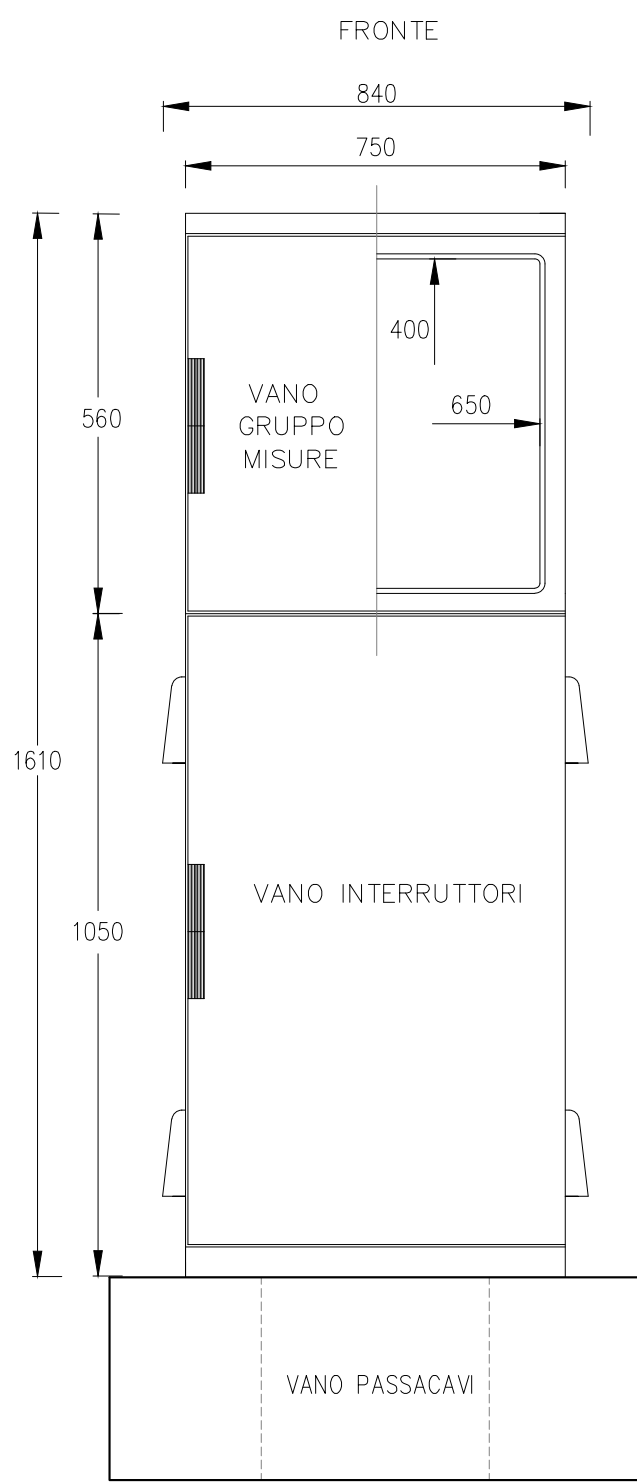 FRONTE
840
750
400
650
VANO
GRUPPO
MISURE
560
1610
VANO INTERRUTTORI
1050
VANO PASSACAVI